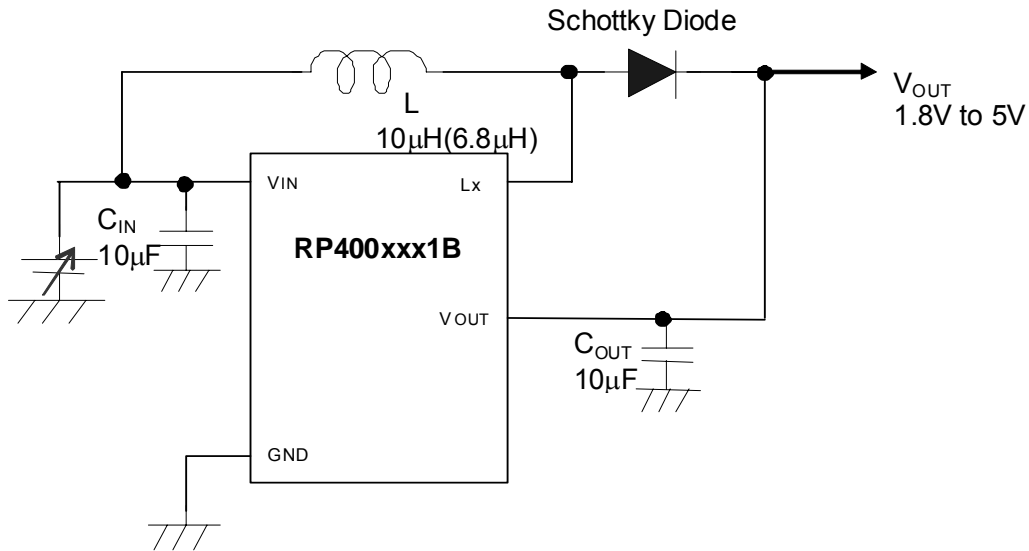 Schottky Diode
L
10μH(6.8μH)
VOUT
1.8V to 5V
VIN
Lx
CIN
10μF
RP400xxx1B
VOUT
COUT
10μF
GND